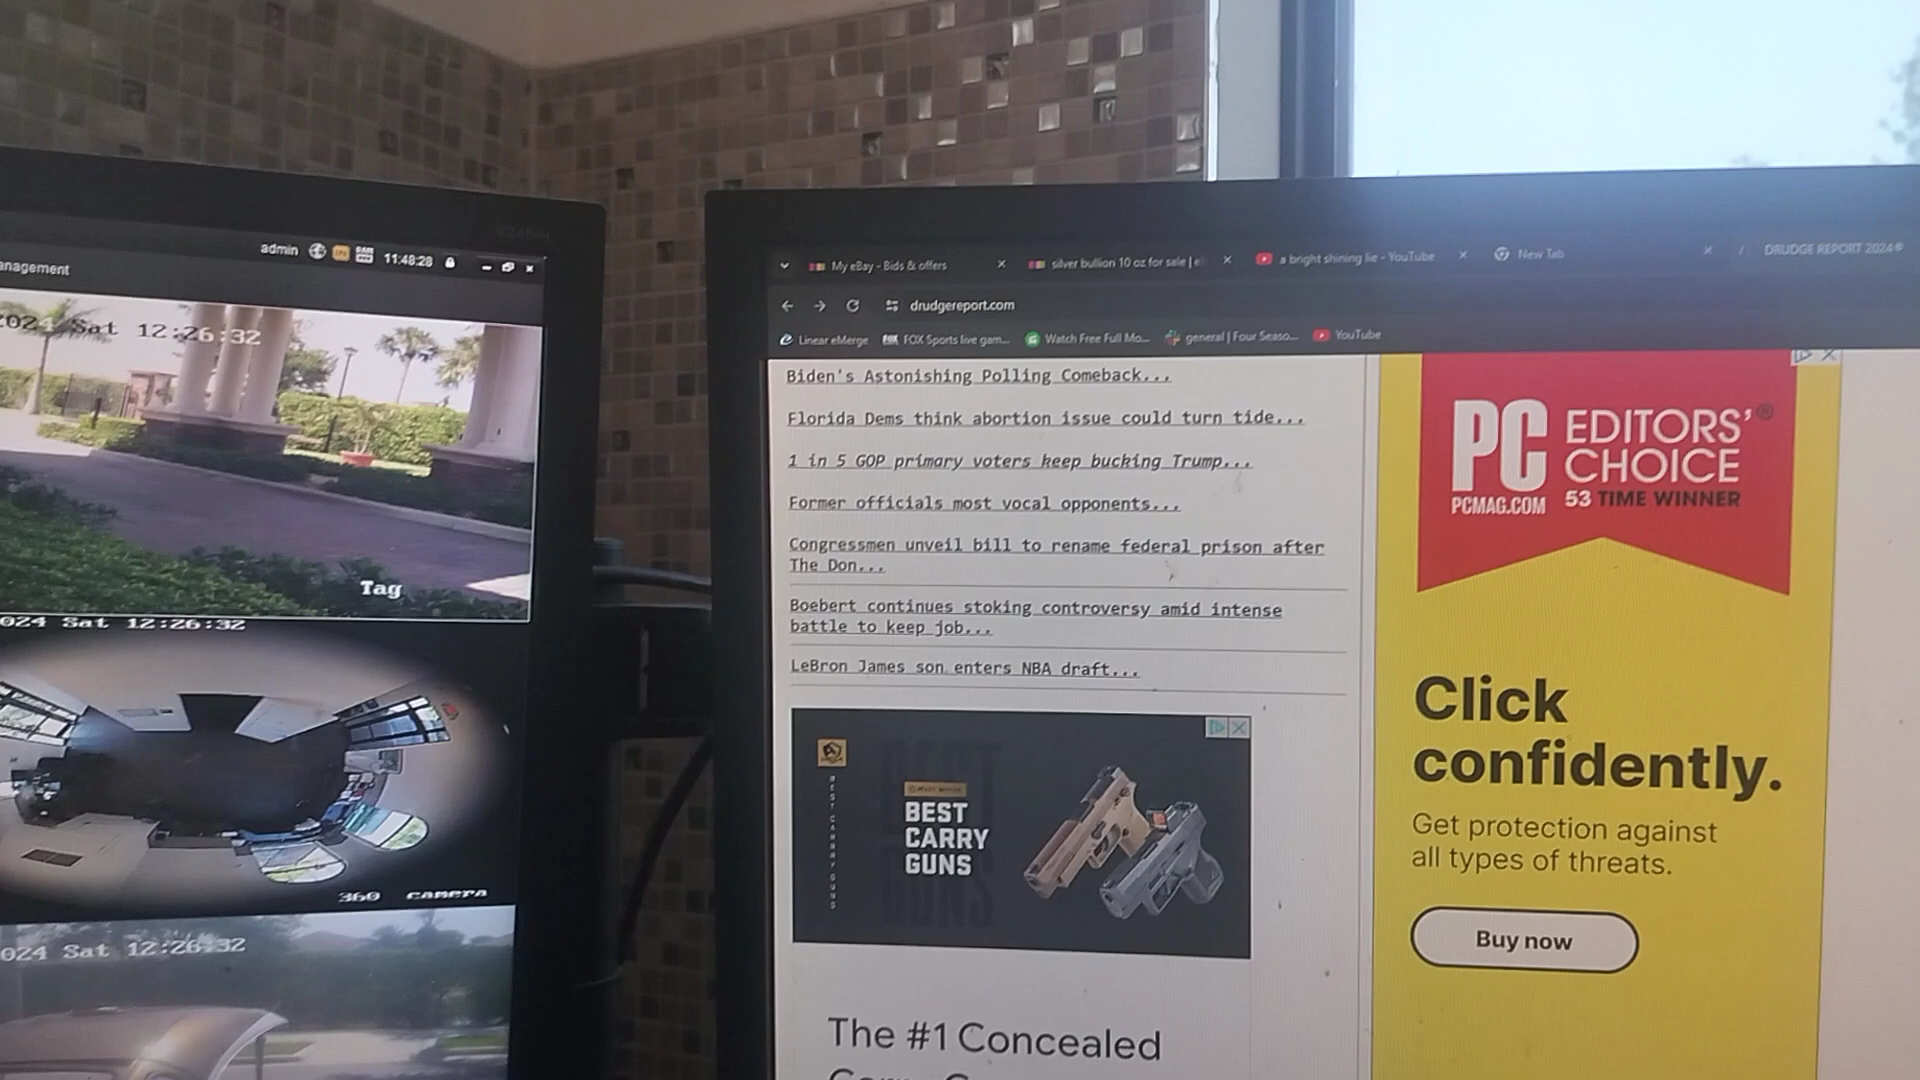 admin
11:48:28
anagement
024 Sat 12:26:32
Tag
024 Sat 12:26:32
360 camera
024 Sat 12:26:32
My eBay - Bids & offers
silver bullion 10 oz for sale | e
a bright shining lie - YouTube
New Tab
DRUDGE REPORT 2024®
drudgereport.com
Linear eMerge
FOX Sports live gam...
Watch Free Full Mo...
general | Four Seaso...
YouTube
Biden's Astonishing Polling Comeback...
Florida Dems think abortion issue could turn tide...
1 in 5 GOP primary voters keep bucking Trump...
Former officials most vocal opponents...
Congressmen unveil bill to rename federal prison after
The Don...
Boebert continues stoking controversy amid intense
battle to keep job...
LeBron James son enters NBA draft...
BEST CARRY GUNS
BEST
CARRY
GUNS
The #1 Concealed
PC
PCMAG.COM
EDITORS'®
CHOICE
53 TIME WINNER
Click
confidently.
Get protection against
all types of threats.
Buy now